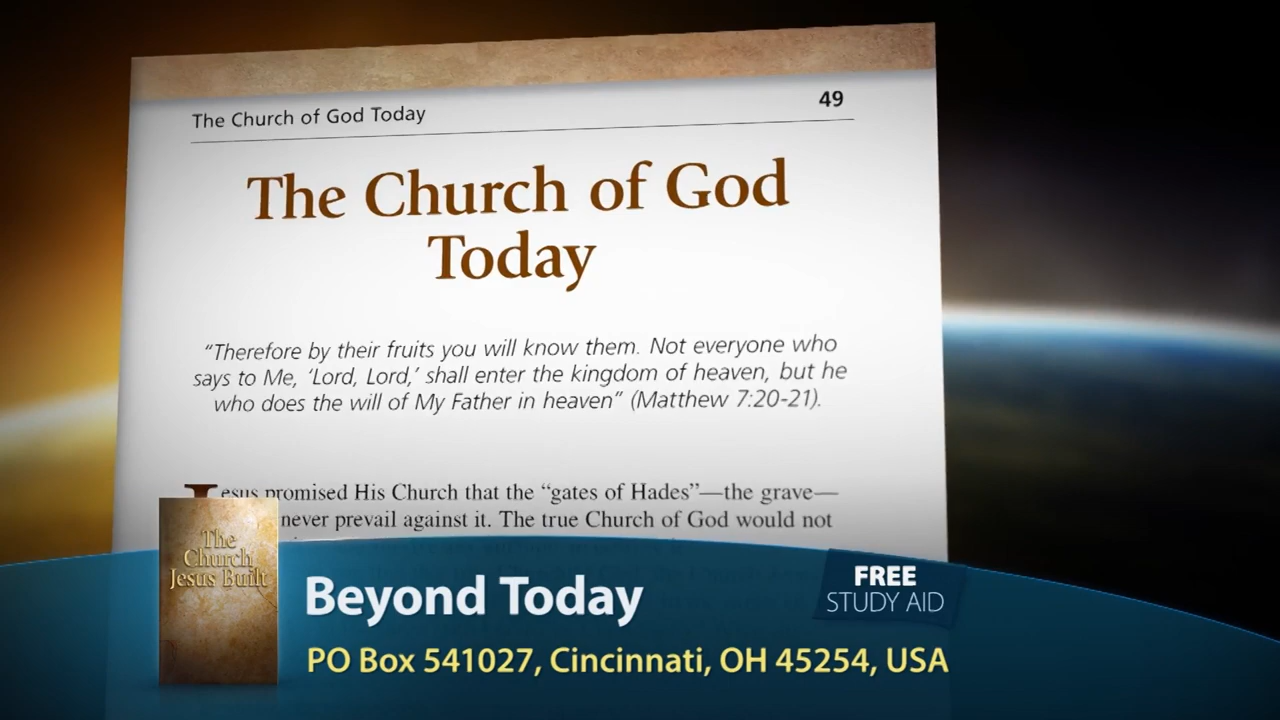 The Church of God Today
49
The Church of God
Today
“Therefore by their fruits you will know them. Not everyone who
says to Me, ‘Lord, Lord,’ shall enter the kingdom of heaven, but he
who does the will of My Father in heaven” (Matthew 7:20-21).
Jesus promised His Church that the “gates of Hades”—the grave—
never prevail against it. The true Church of God would not
The
Church
Jesus Built
Beyond Today
FREE
STUDY AID
PO Box 541027, Cincinnati, OH 45254, USA